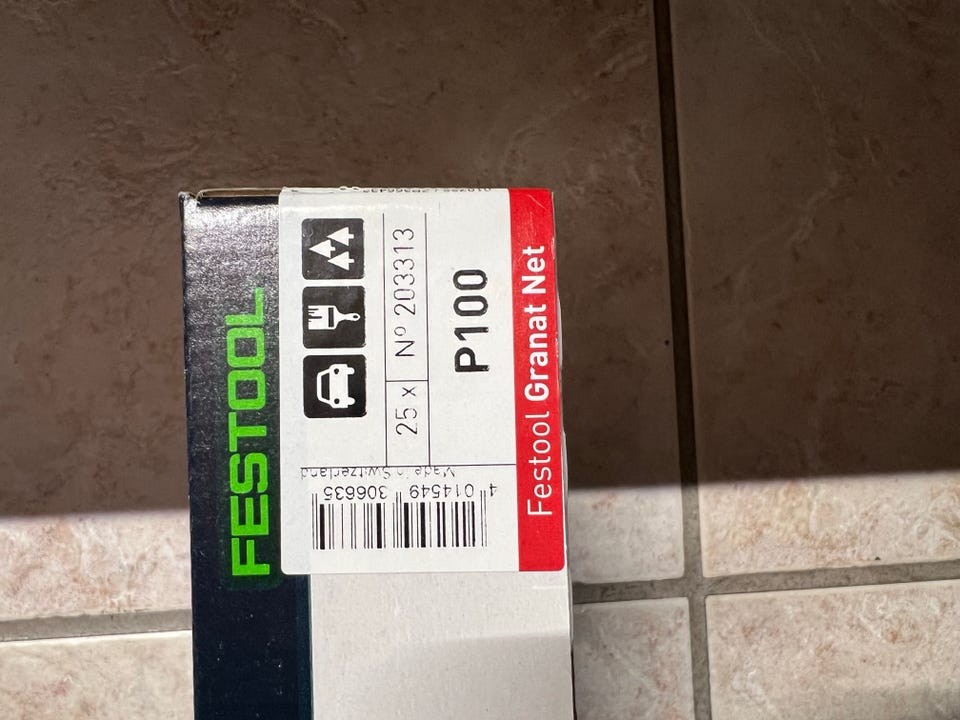 FESTOOL
25 x Nº 203313
P100
Festool Granat Net
Made in Switzerland
4 014549 306635